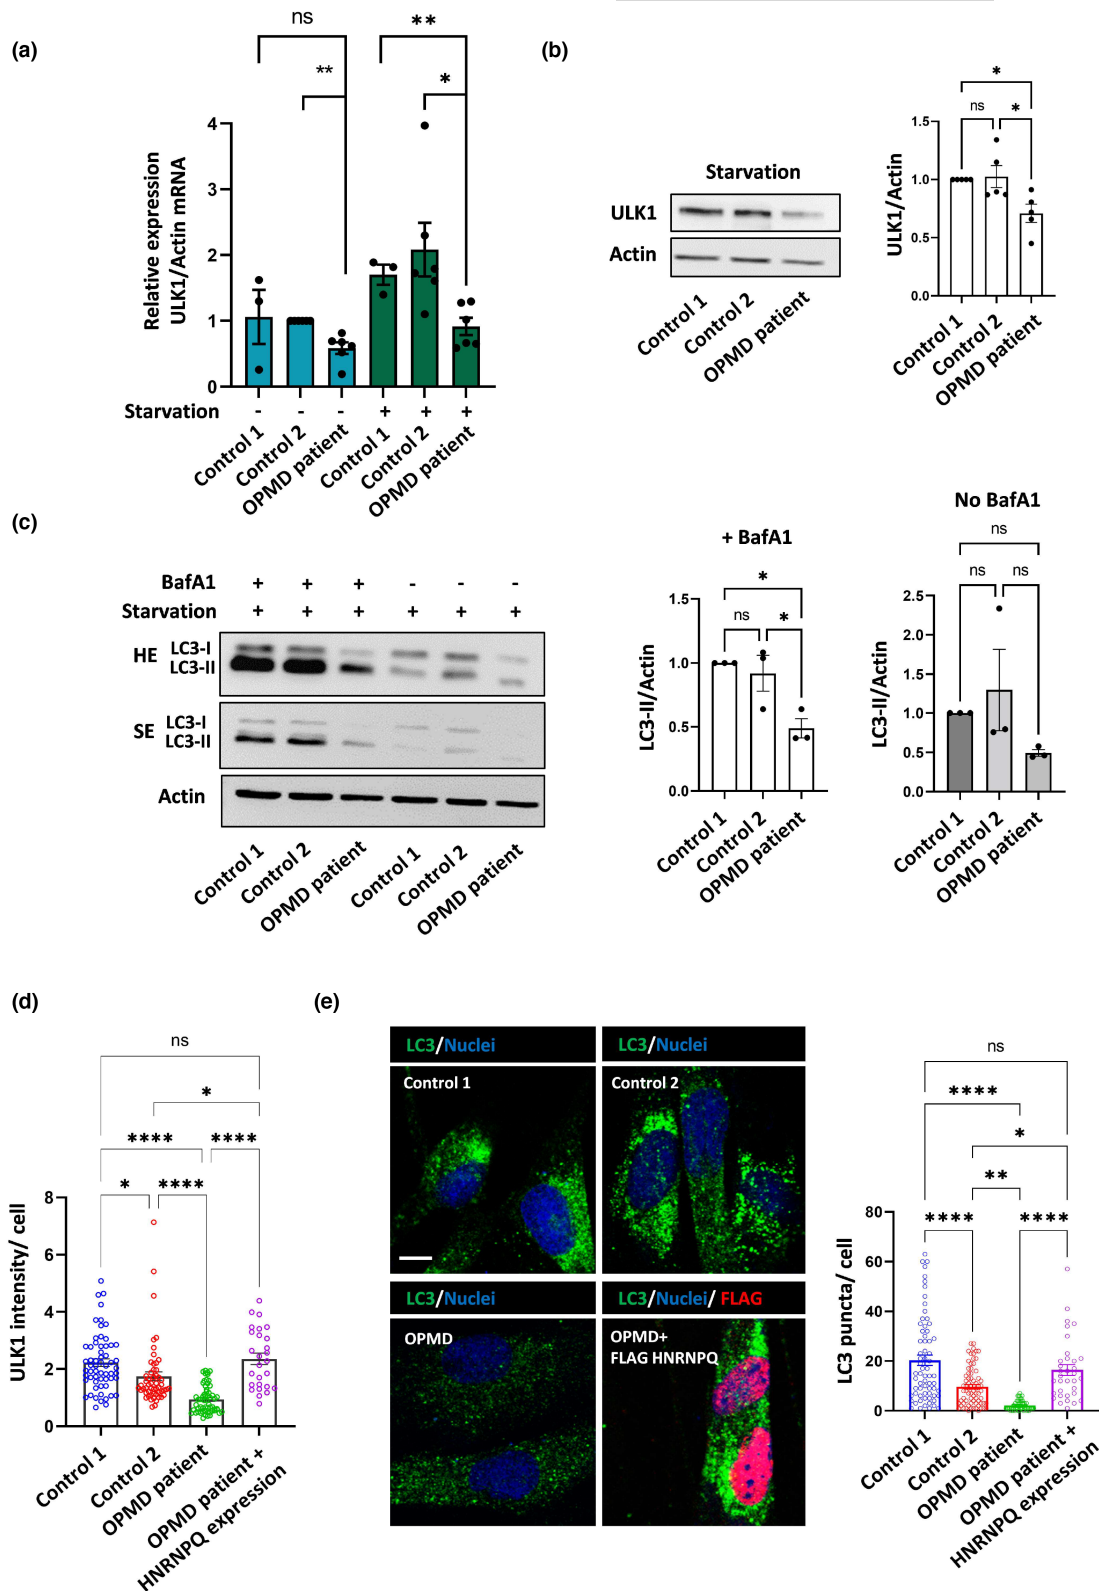 (a)
ns
**
**
*
Relative expression
ULK1/Actin mRNA
4
3
2
1
0
Starvation - - - + + +
Control 1
Control 2
OPMD patient
Control 1
Control 2
OPMD patient
(b)
Starvation
ULK1
Actin
Control 1
Control 2
OPMD patient
*
ns
*
ULK1/Actin
1.5
1.0
0.5
0.0
Control 1
Control 2
OPMD patient
(c)
BafA1 + + + - - -
Starvation + + + + + +
HE
LC3-I
LC3-II
SE
LC3-I
LC3-II
Actin
Control 1
Control 2
OPMD patient
Control 1
Control 2
OPMD patient
+ BafA1
*
ns
*
LC3-II/Actin
1.5
1.0
0.5
0.0
Control 1
Control 2
OPMD patient
No BafA1
ns
ns
ns
LC3-II/Actin
2.5
2.0
1.5
1.0
0.5
0.0
Control 1
Control 2
OPMD patient
(d)
ns
*
****
****
*
****
ULK1 intensity/ cell
8
6
4
2
0
Control 1
Control 2
OPMD patient
OPMD patient +
HNRNPQ expression
(e)
LC3/Nuclei
Control 1
LC3/Nuclei
Control 2
LC3/Nuclei
OPMD
LC3/Nuclei/ FLAG
OPMD+
FLAG HNRNPQ
ns
****
*
**
****
****
LC3 puncta/ cell
80
60
40
20
0
Control 1
Control 2
OPMD patient
OPMD patient +
HNRNPQ expression